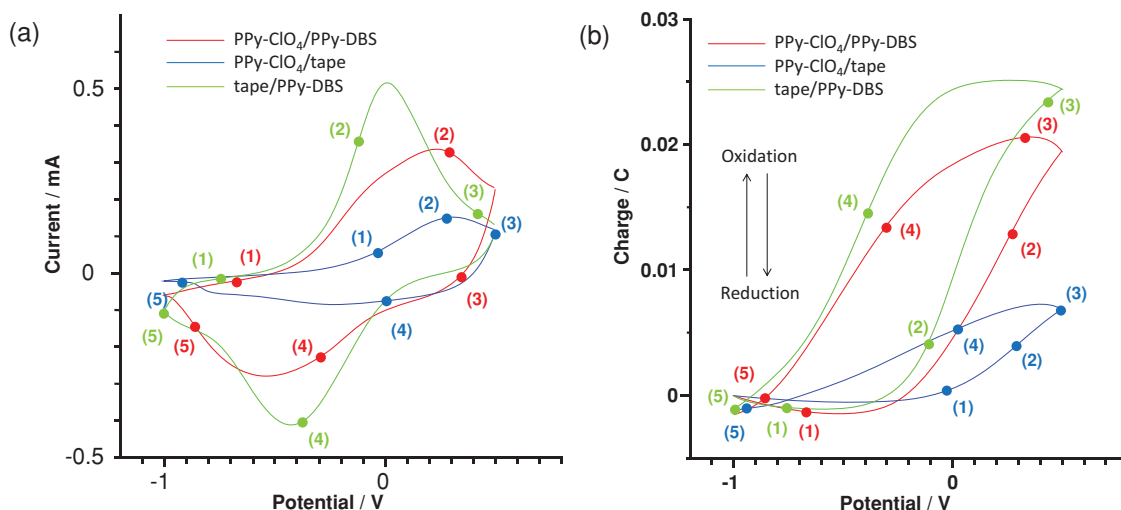 (a)
PPy-ClO₄/PPy-DBS
PPy-ClO₄/tape
tape/PPy-DBS
0.5
0
-0.5
Current / mA
(2)
(2)
(3)
(2)
(1)
(3)
(1)
(1)
(5)
(5)
(5)
(4)
(4)
(3)
(4)
-1
0
Potential / V
(b)
PPy-ClO₄/PPy-DBS
PPy-ClO₄/tape
tape/PPy-DBS
0.03
0.02
0.01
0
Charge / C
Oxidation
Reduction
(3)
(3)
(4)
(4)
(2)
(3)
(2)
(4)
(2)
(5)
(5)
(1)
(5)
(1)
(1)
-1
0
Potential / V